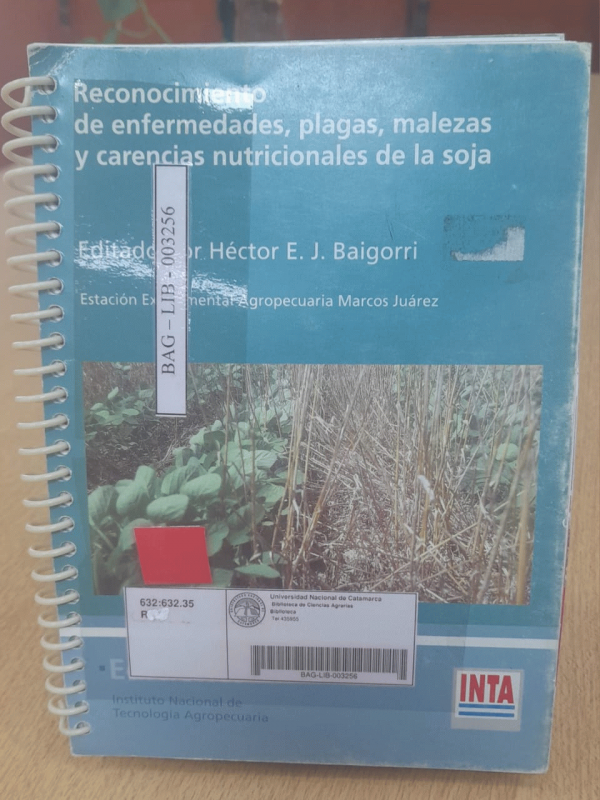 Reconocimiento
de enfermedades, plagas, malezas
y carencias nutricionales de la soja
BAG – LIB - 003256
Editado por Héctor E. J. Baigorri
Estación Experimental Agropecuaria Marcos Juárez
632:632.35
Universidad Nacional de Catamarca
Biblioteca de Ciencias Agrarias
Biblioteca
BAG-LIB-003256
INTA
Instituto Nacional de
Tecnología Agropecuaria